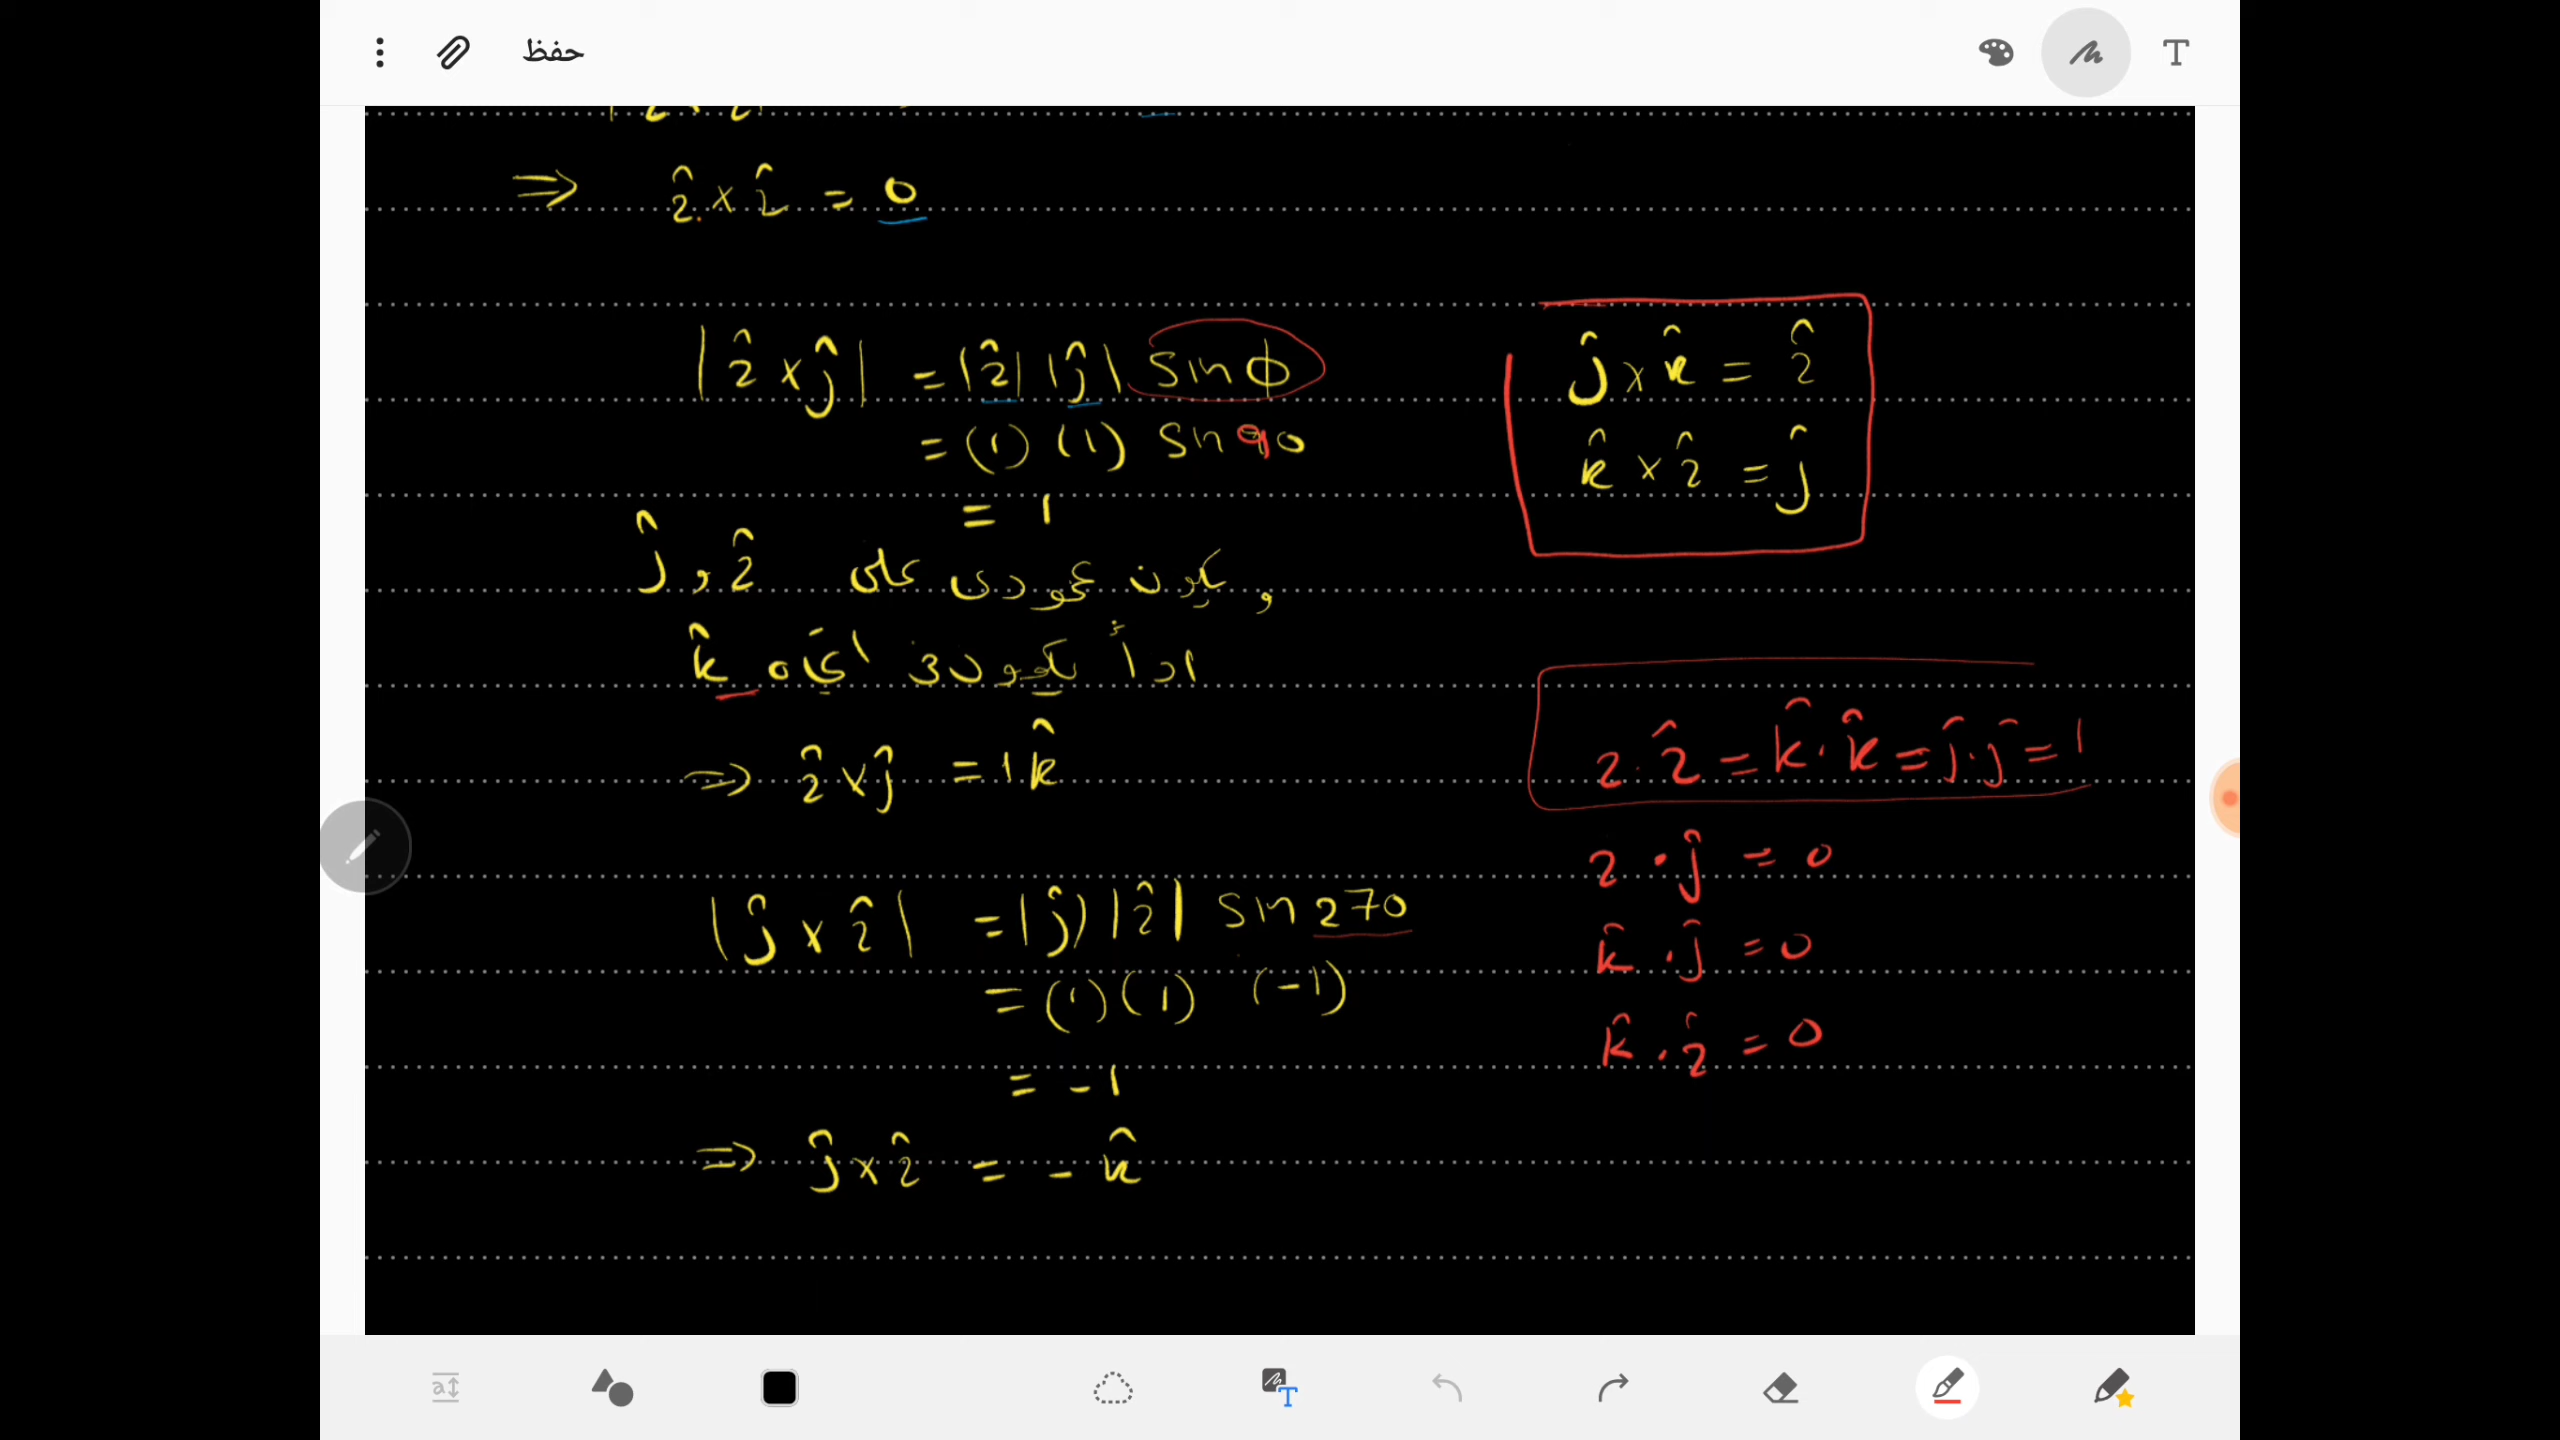 حفظ
T
⇒ î × î = 0
|î × ĵ| = |î| |ĵ| sin ϕ
= (1) (1) sin 90
= 1
و يكون عمودي على î و ĵ
اذاً يكون في اتجاه k̂
⇒ î × ĵ = 1 k̂
|ĵ × î| = |ĵ| |î| sin 270
= (1) (1) (-1)
= -1
⇒ ĵ × î = - k̂
ĵ × k̂ = î
k̂ × î = ĵ
i · î = k̂ · k̂ = ĵ · ĵ = 1
i · ĵ = 0
k̂ · ĵ = 0
k̂ · î = 0